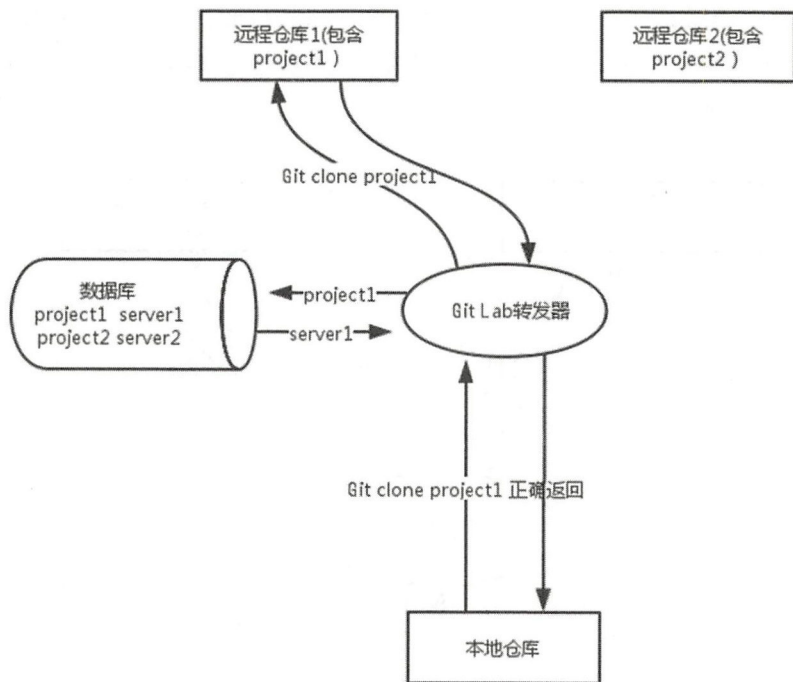 远程仓库1(包含
project1 )
远程仓库2(包含
project2 )
Git clone project1
数据库
project1 server1
project2 server2
project1
server1
Git Lab转发器
Git clone project1 正确返回
本地仓库